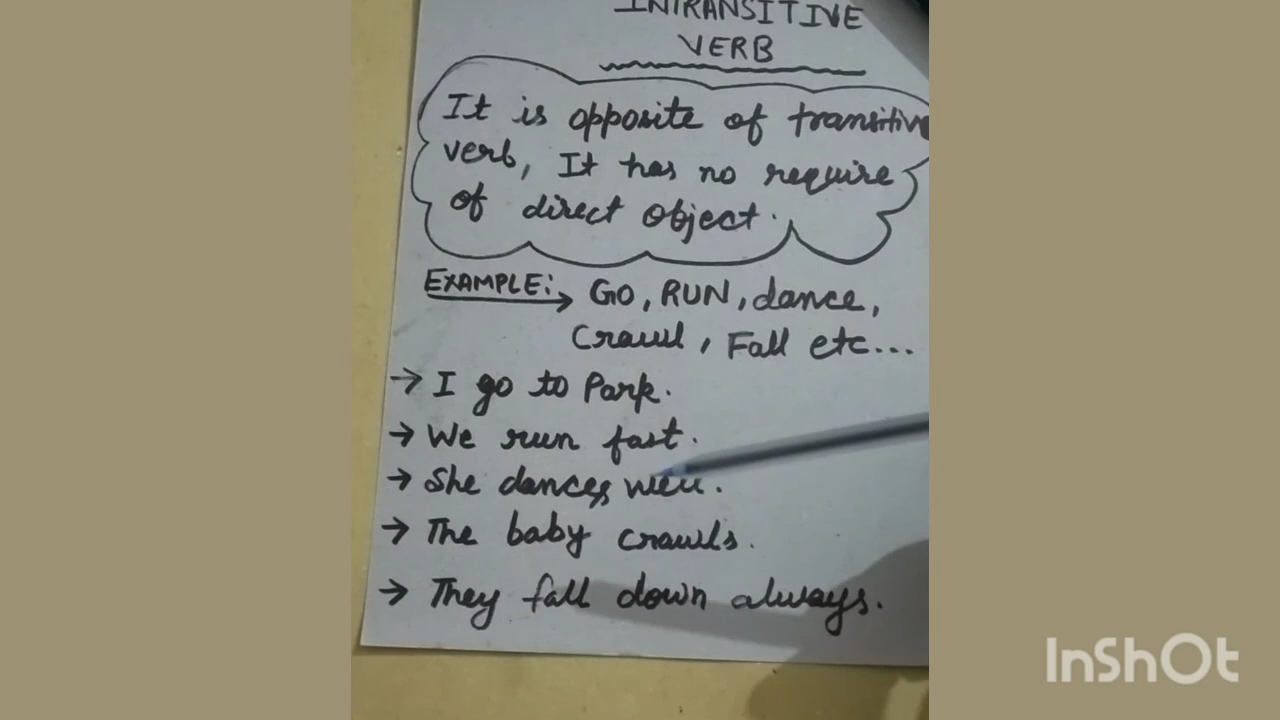 INTRANSITIVE
VERB
It is opposite of transitive
verb, It has no require
of direct object.
EXAMPLE: → GO, RUN, dance,
Crawl, Fall etc...
→ I go to Park.
→ We run fast.
→ She dances well.
→ The baby crawls.
→ They fall down always.
InShOt